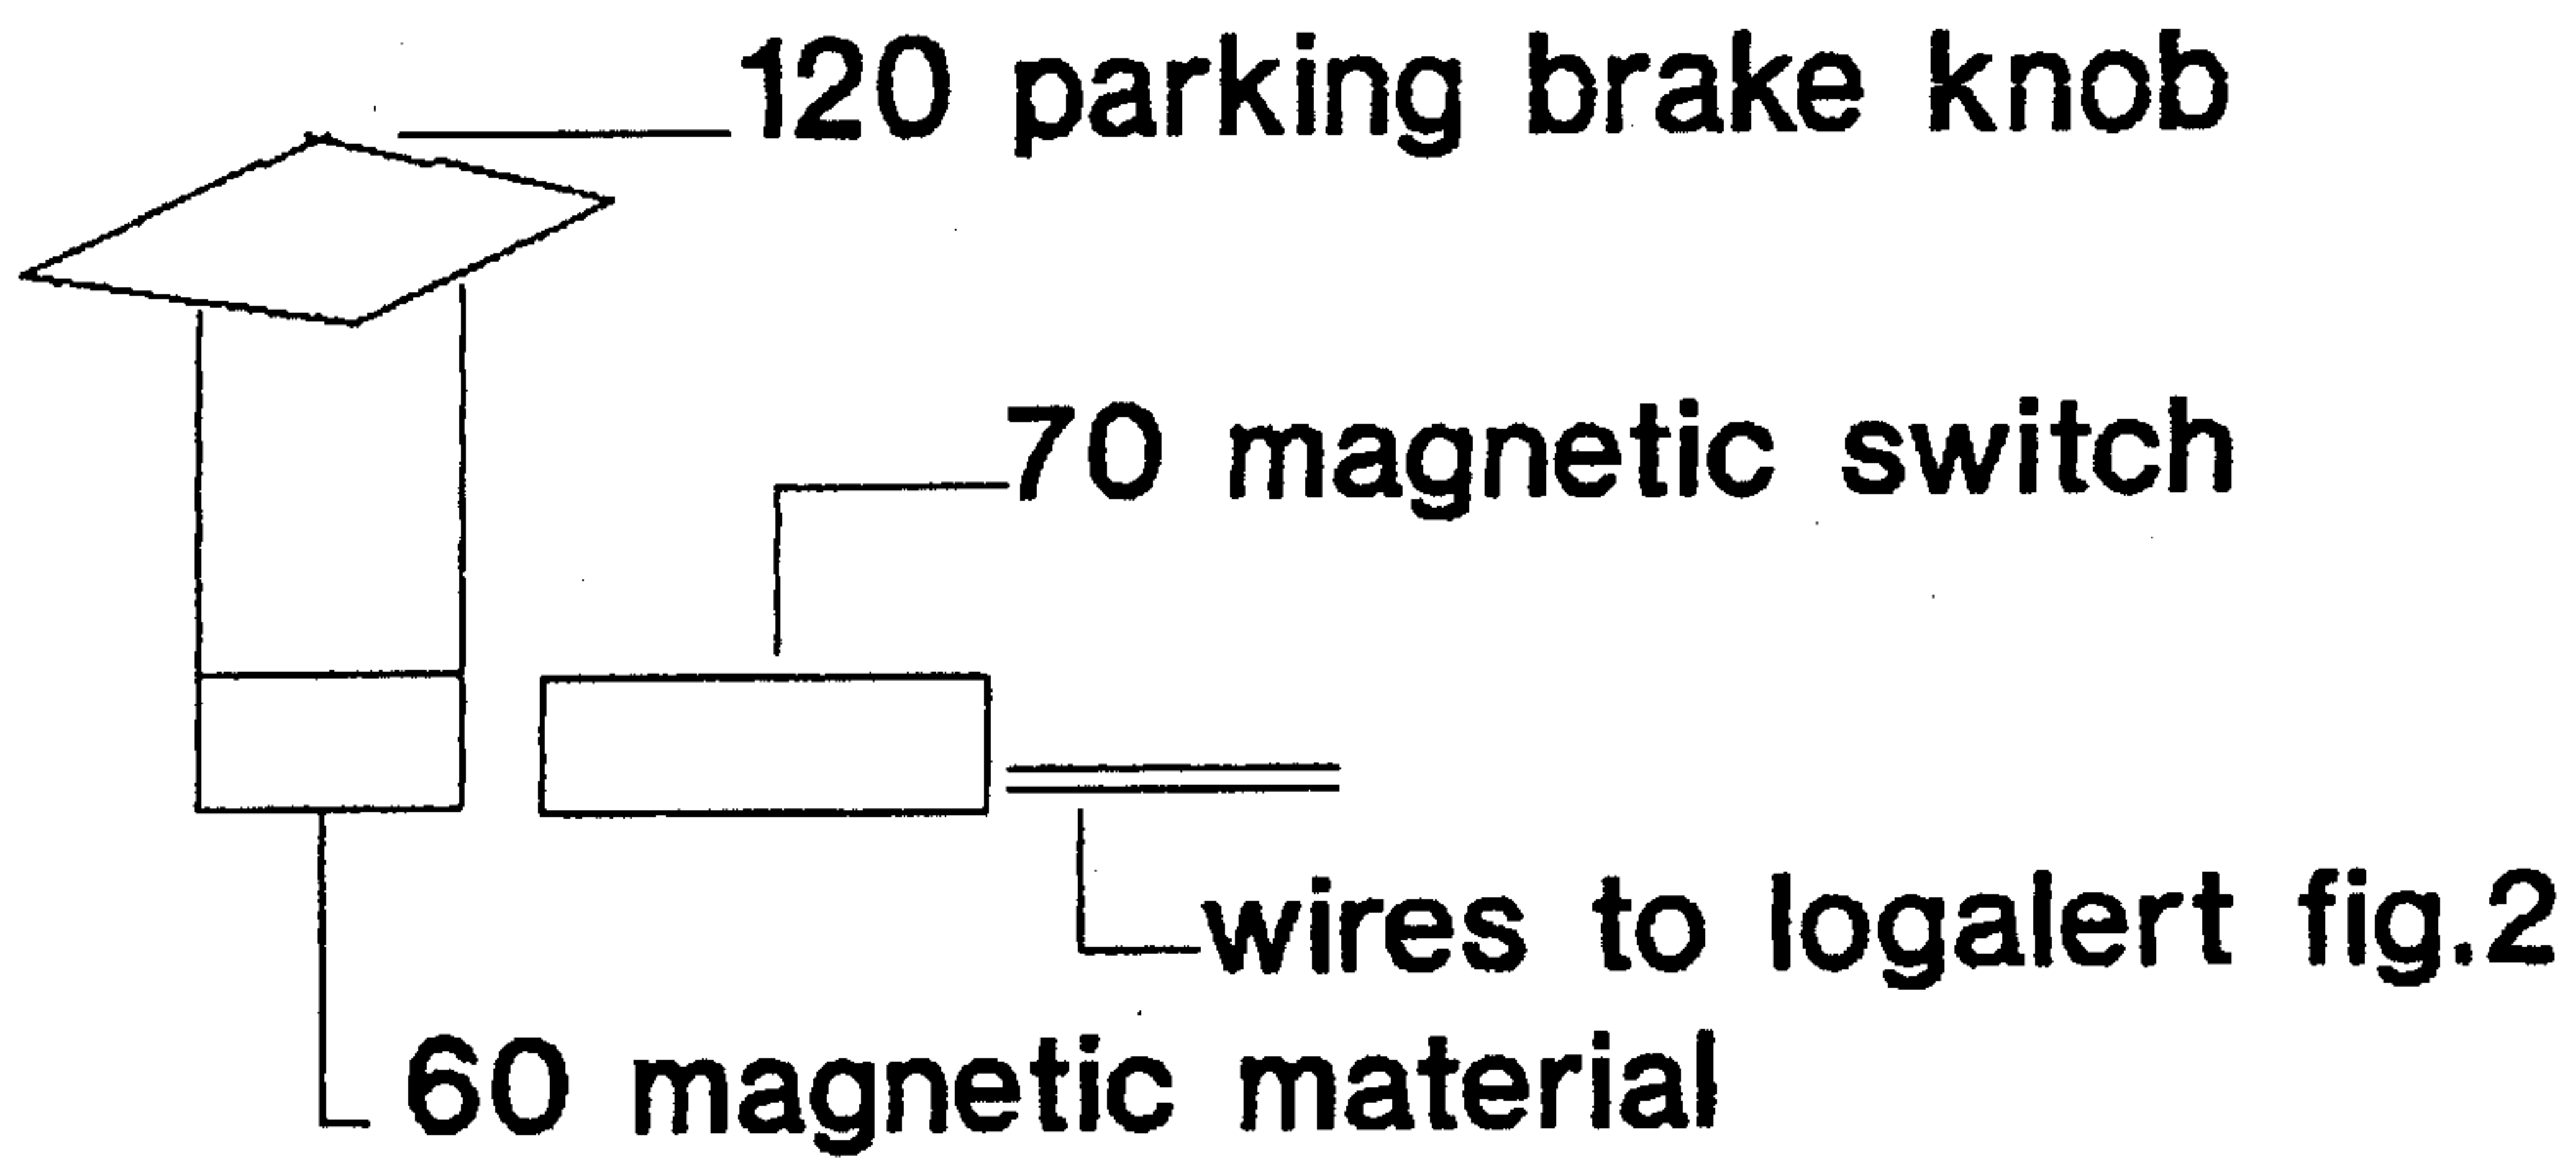 120 parking brake knob
70 magnetic switch
wires to logalert fig.2
60 magnetic material